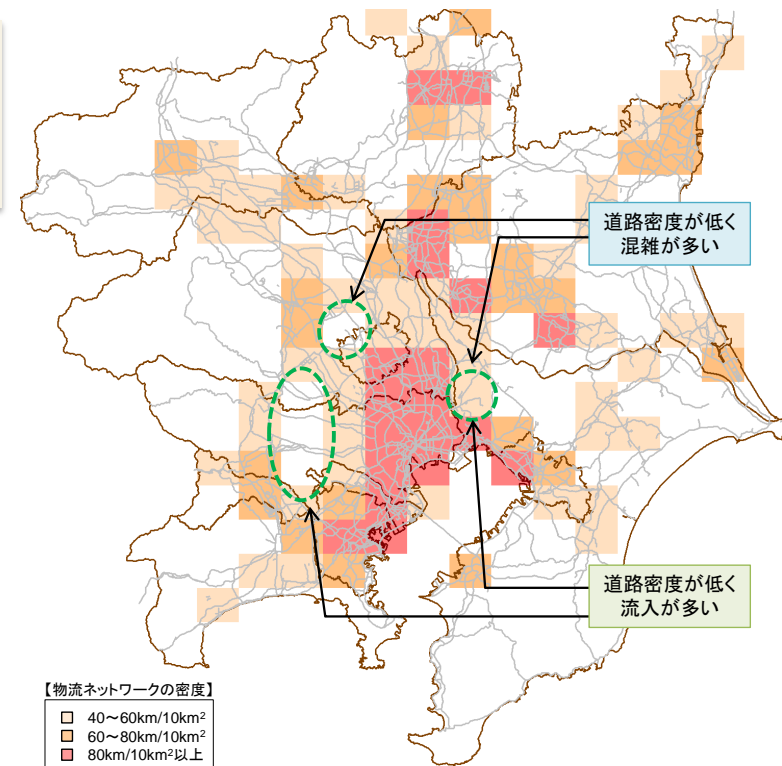 道路密度が低く
混雑が多い
道路密度が低く
流入が多い
【物流ネットワークの密度】
40～60km/10km²
60～80km/10km²
80km/10km²以上